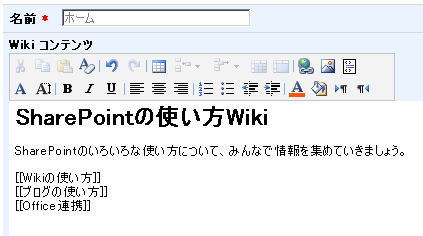 名前 * ホーム
Wiki コンテンツ
A A B I U
A
SharePointの使い方Wiki
SharePointのいろいろな使い方について、みんなで情報を集めていきましょう。
[[Wikiの使い方]]
[[ブログの使い方]]
[[Office連携]]